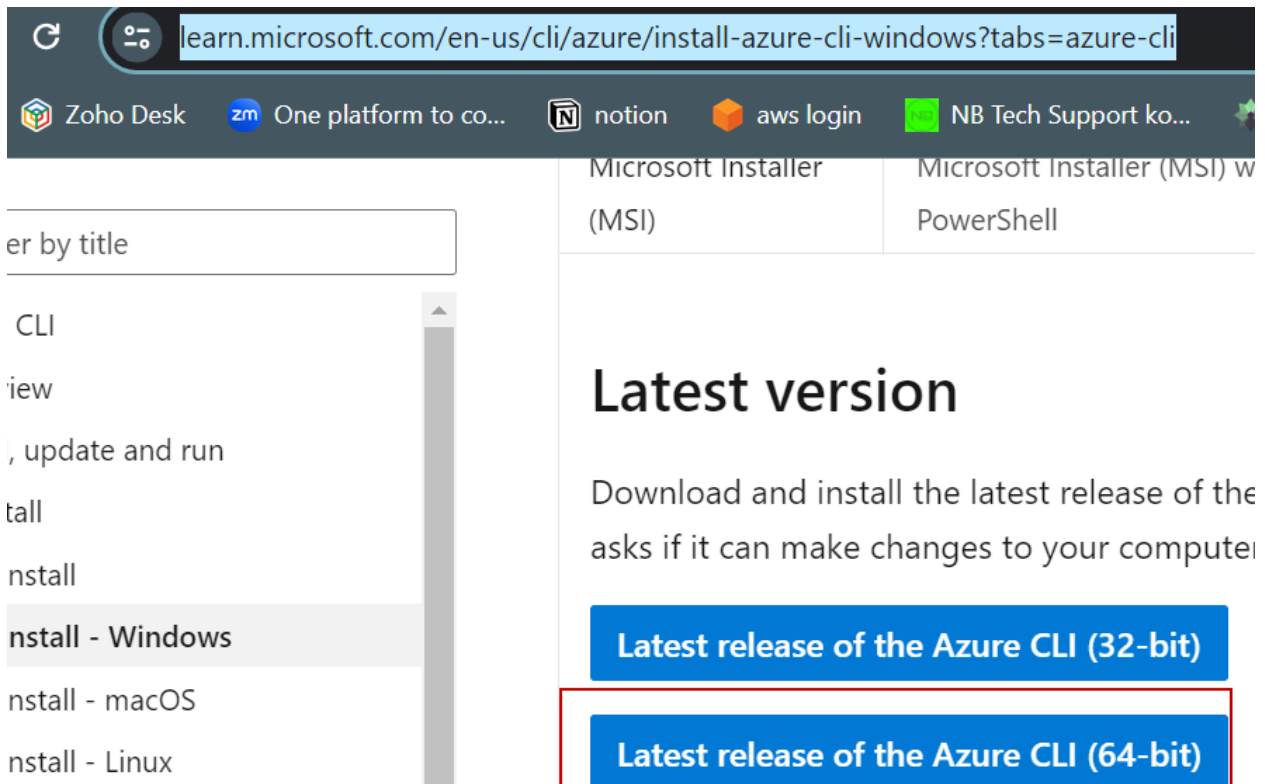 learn.microsoft.com/en-us/cli/azure/install-azure-cli-windows?tabs=azure-cli
Zoho Desk
zm
One platform to co...
N
notion
aws login
NB
NB Tech Support ko...
Microsoft Installer
(MSI)
Microsoft Installer (MSI) w
PowerShell
er by title
CLI
iew
, update and run
tall
nstall
nstall - Windows
nstall - macOS
nstall - Linux
Latest version
Download and install the latest release of the
asks if it can make changes to your computer
Latest release of the Azure CLI (32-bit)
Latest release of the Azure CLI (64-bit)